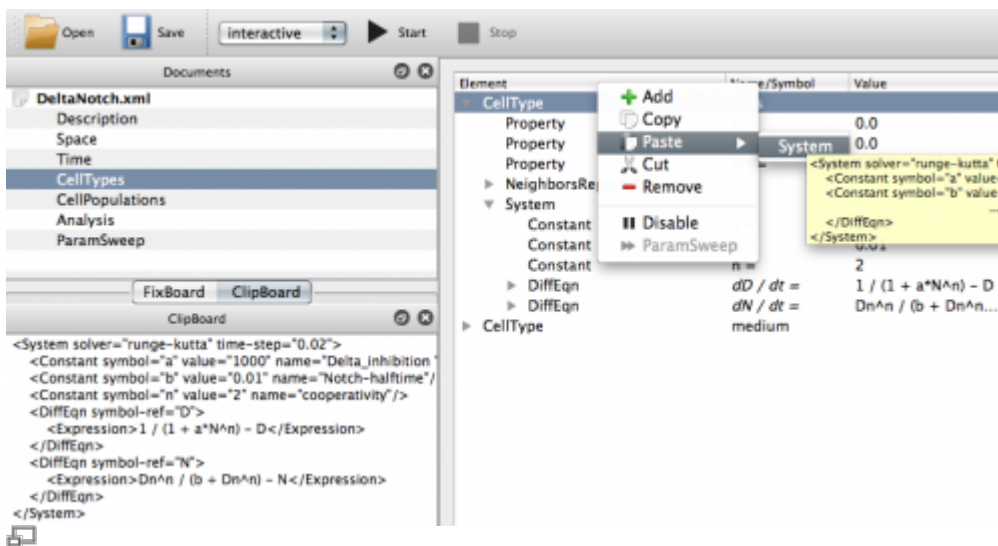 Open Save interactive Start Stop
Documents
DeltaNotch.xml
Description
Space
Time
CellTypes
CellPopulations
Analysis
ParamSweep
FixBoard ClipBoard
ClipBoard
<System solver="runge-kutta" time-step="0.02">
<Constant symbol="a" value="1000" name="Delta_inhibition
<Constant symbol="b" value="0.01" name="Notch-halftime"/
<Constant symbol="n" value="2" name="cooperativity"/>
<DiffEqn symbol-ref="D">
<Expression>1 / (1 + a*N^n) - D</Expression>
</DiffEqn>
<DiffEqn symbol-ref="N">
<Expression>Dn^n / (b + Dn^n) - N</Expression>
</DiffEqn>
</System>
Element Name/Symbol Value
CellType
Property 0.0
Property 0.0
Property
System
Constant
Constant 0.01
Constant n = 2
DiffEqn dD / dt = 1 / (1 + a*N^n) - D
DiffEqn dN / dt = Dn^n / (b + Dn^n...
CellType medium
Add
Copy
Paste
Cut
Remove
Disable
ParamSweep
System
<System solver="runge-kutta"
<Constant symbol="a" value
<Constant symbol="b" value
...
</DiffEqn>
</System>